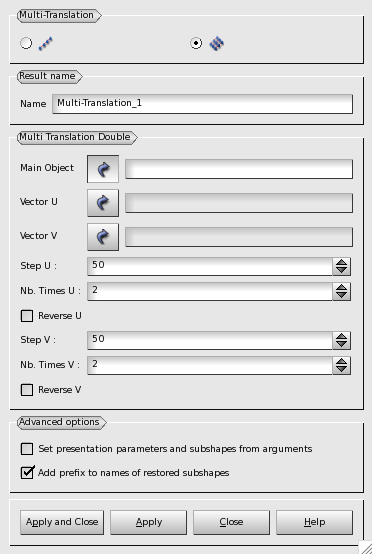 Multi-Translation
Result name
Name Multi-Translation_1
Multi Translation Double
Main Object
Vector U
Vector V
Step U : 50
Nb. Times U : 2
Reverse U
Step V : 50
Nb. Times V : 2
Reverse V
Advanced options
Set presentation parameters and subshapes from arguments
Add prefix to names of restored subshapes
Apply and Close Apply Close Help